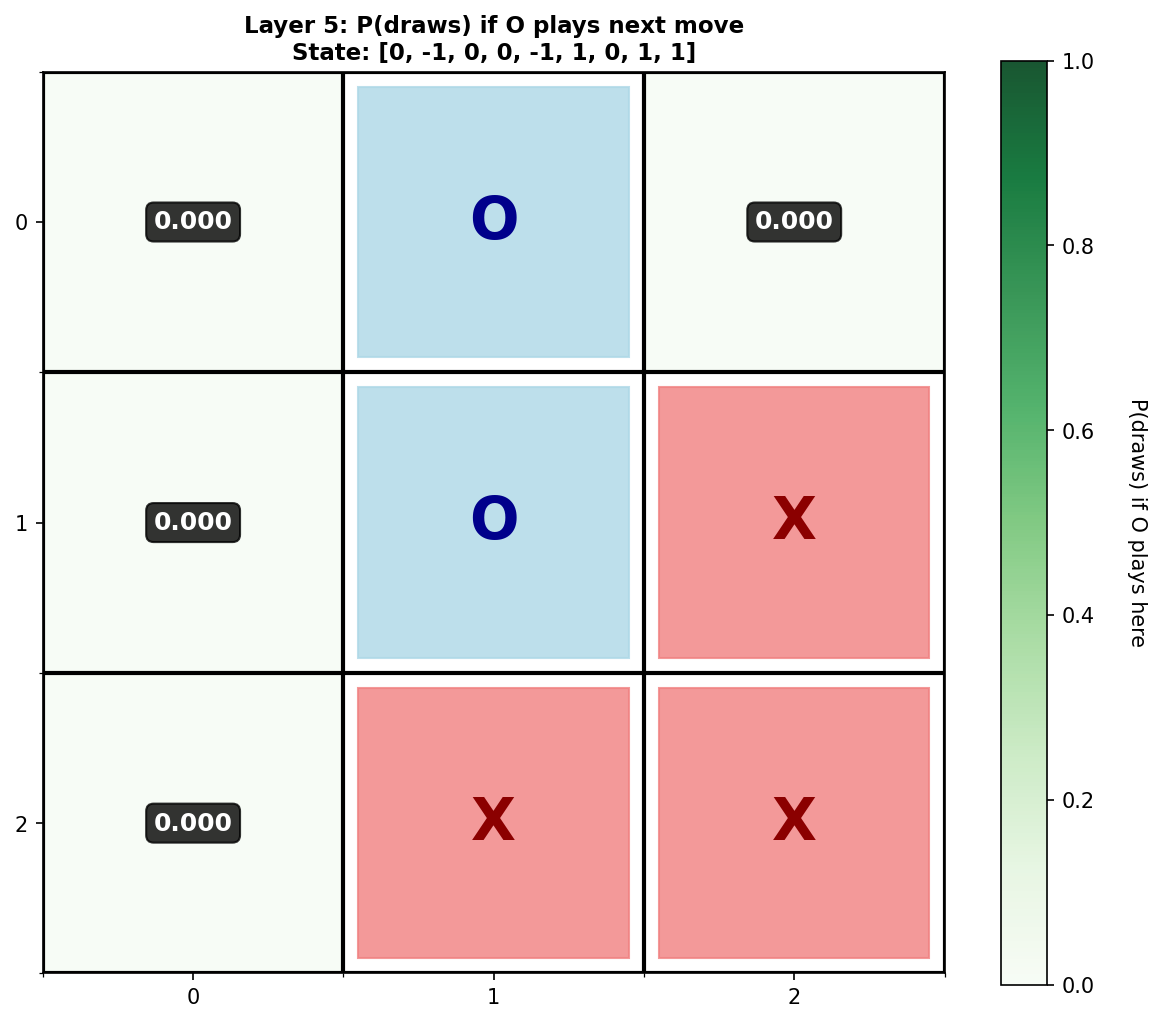 Layer 5: P(draws) if O plays next move
State: [0, -1, 0, 0, -1, 1, 0, 1, 1]
0.000
O
0.000
0.000
O
X
0.000
X
X
0
1
2
0
1
2
1.0
0.8
0.6
0.4
0.2
0.0
P(draws) if O plays here